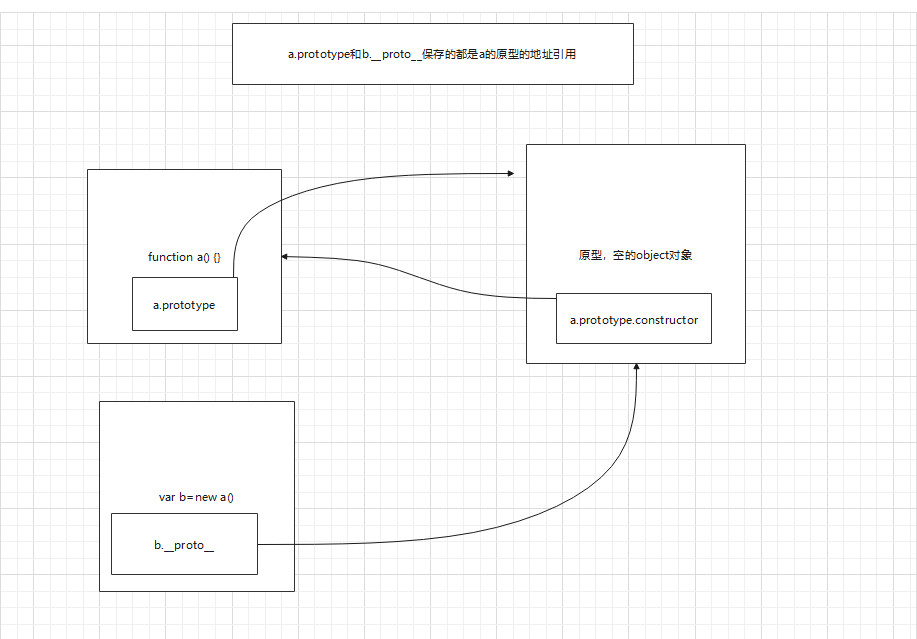 a.prototype和b.__proto__保存的都是a的原型的地址引用
function a() {}
a.prototype
原型，空的object对象
a.prototype.constructor
var b=new a()
b.__proto__